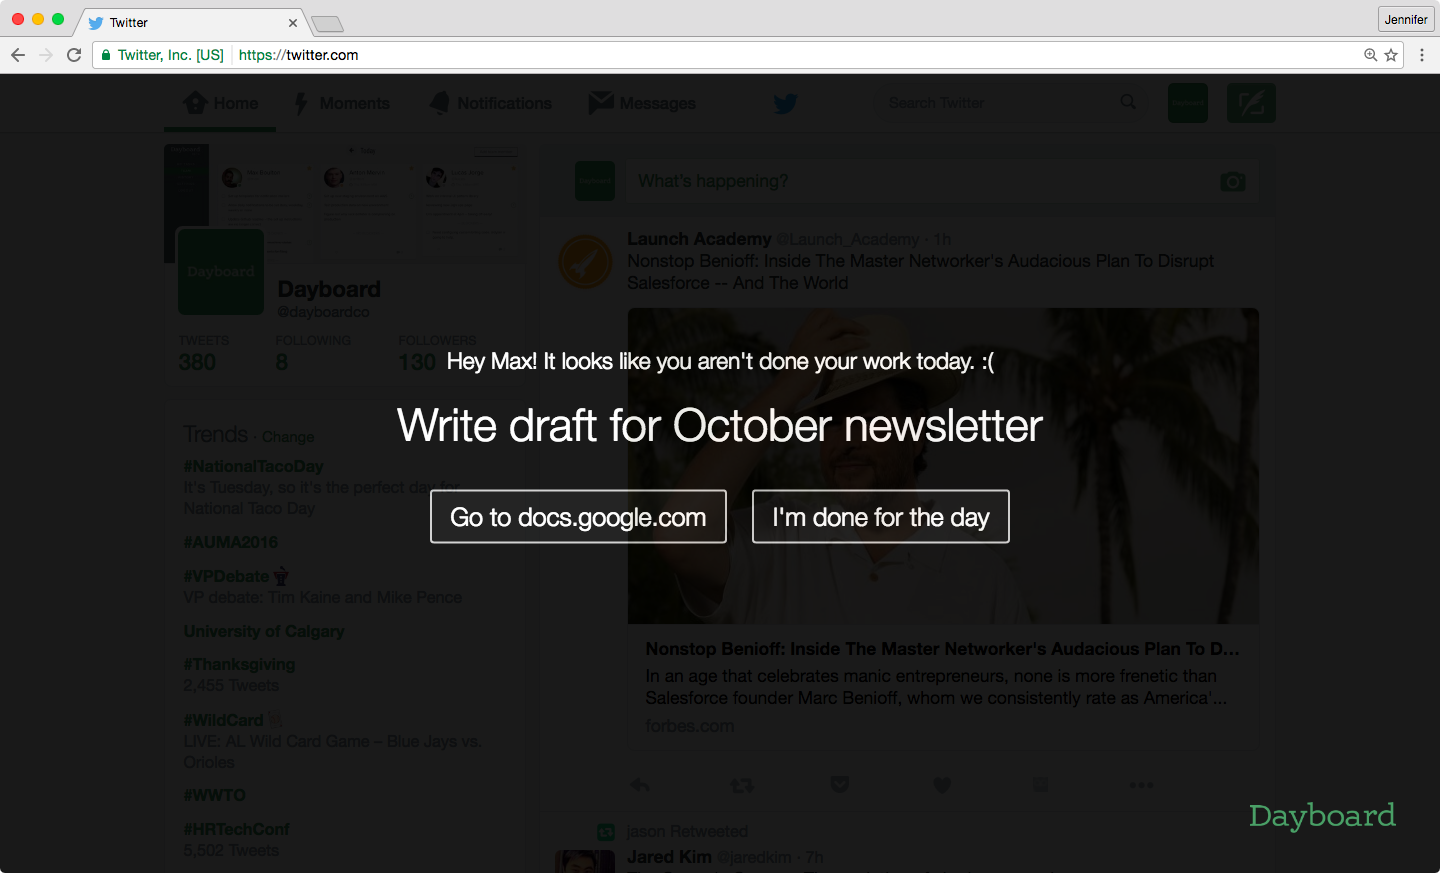 Twitter
Jennifer
Twitter, Inc. [US]
https://twitter.com
Home
Moments
Notifications
Messages
Search Twitter
What's happening?
Dayboard
Dayboard
@dayboardco
TWEETS
FOLLOWING
FOLLOWERS
380
8
130
Launch Academy @Launch_Academy · 1h
Nonstop Benioff: Inside The Master Networker's Audacious Plan To Disrupt
Salesforce -- And The World
Hey Max! It looks like you aren't done your work today. :(
Write draft for October newsletter
Go to docs.google.com
I'm done for the day
Trends · Change
#NationalTacoDay
It's Tuesday, so it's the perfect day for
National Taco Day
#AUMA2016
#VPDebate
VP debate: Tim Kaine and Mike Pence
University of Calgary
#Thanksgiving
2,455 Tweets
#WildCard
LIVE: AL Wild Card Game – Blue Jays vs.
Orioles
#WWTO
#HRTechConf
5,502 Tweets
Nonstop Benioff: Inside The Master Networker's Audacious Plan To D...
In an age that celebrates manic entrepreneurs, none is more frenetic than
Salesforce founder Marc Benioff, whom we consistently rate as America'...
forbes.com
jason Retweeted
Jared Kim @jaredkim · 7h
Dayboard